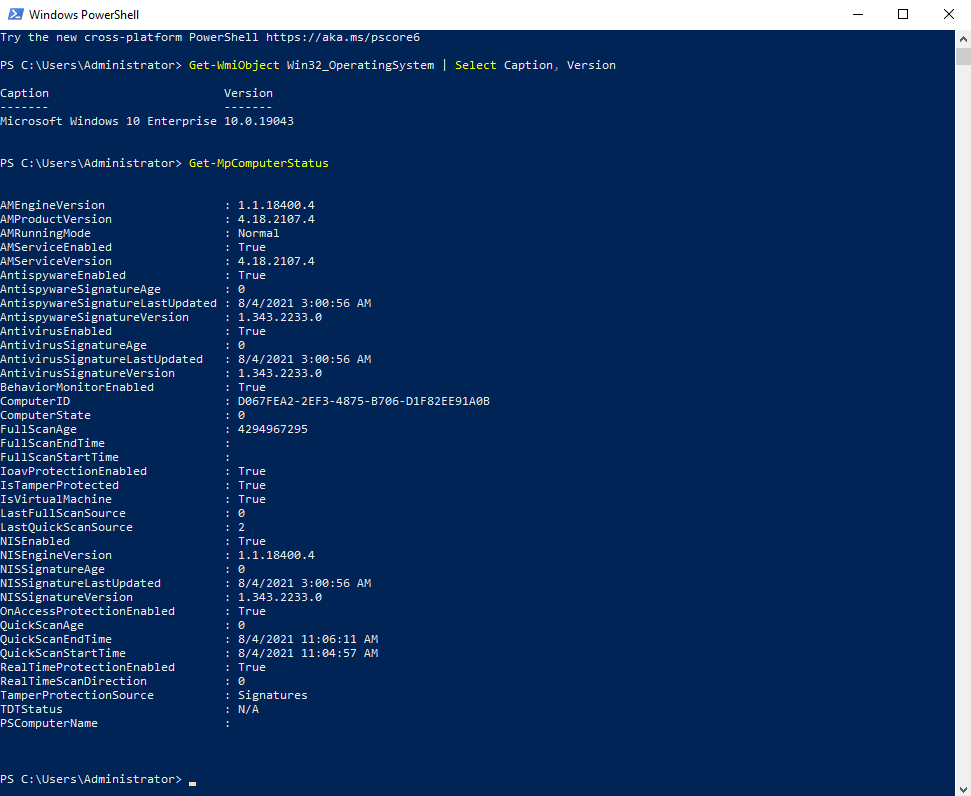 Windows PowerShell
Try the new cross-platform PowerShell https://aka.ms/pscore6
PS C:\Users\Administrator> Get-WmiObject Win32_OperatingSystem | Select Caption, Version
Caption                         Version
-------                         -------
Microsoft Windows 10 Enterprise 10.0.19043
PS C:\Users\Administrator> Get-MpComputerStatus
AMEngineVersion                 : 1.1.18400.4
AMProductVersion                : 4.18.2107.4
AMRunningMode                   : Normal
AMServiceEnabled                : True
AMServiceVersion                : 4.18.2107.4
AntispywareEnabled              : True
AntispywareSignatureAge         : 0
AntispywareSignatureLastUpdated : 8/4/2021 3:00:56 AM
AntispywareSignatureVersion     : 1.343.2233.0
AntivirusEnabled                : True
AntivirusSignatureAge           : 0
AntivirusSignatureLastUpdated   : 8/4/2021 3:00:56 AM
AntivirusSignatureVersion       : 1.343.2233.0
BehaviorMonitorEnabled          : True
ComputerID                      : D067FEA2-2EF3-4875-B706-D1F82EE91A0B
ComputerState                   : 0
FullScanAge                     : 4294967295
FullScanEndTime                 :
FullScanStartTime               :
IoavProtectionEnabled           : True
IsTamperProtected               : True
IsVirtualMachine                : True
LastFullScanSource              : 0
LastQuickScanSource             : 2
NISEnabled                      : True
NISEngineVersion                : 1.1.18400.4
NISSignatureAge                 : 0
NISSignatureLastUpdated         : 8/4/2021 3:00:56 AM
NISSignatureVersion             : 1.343.2233.0
OnAccessProtectionEnabled       : True
QuickScanAge                    : 0
QuickScanEndTime                : 8/4/2021 11:06:11 AM
QuickScanStartTime              : 8/4/2021 11:04:57 AM
RealTimeProtectionEnabled       : True
RealTimeScanDirection           : 0
TamperProtectionSource          : Signatures
TDTStatus                       : N/A
PSComputerName                  :
PS C:\Users\Administrator>